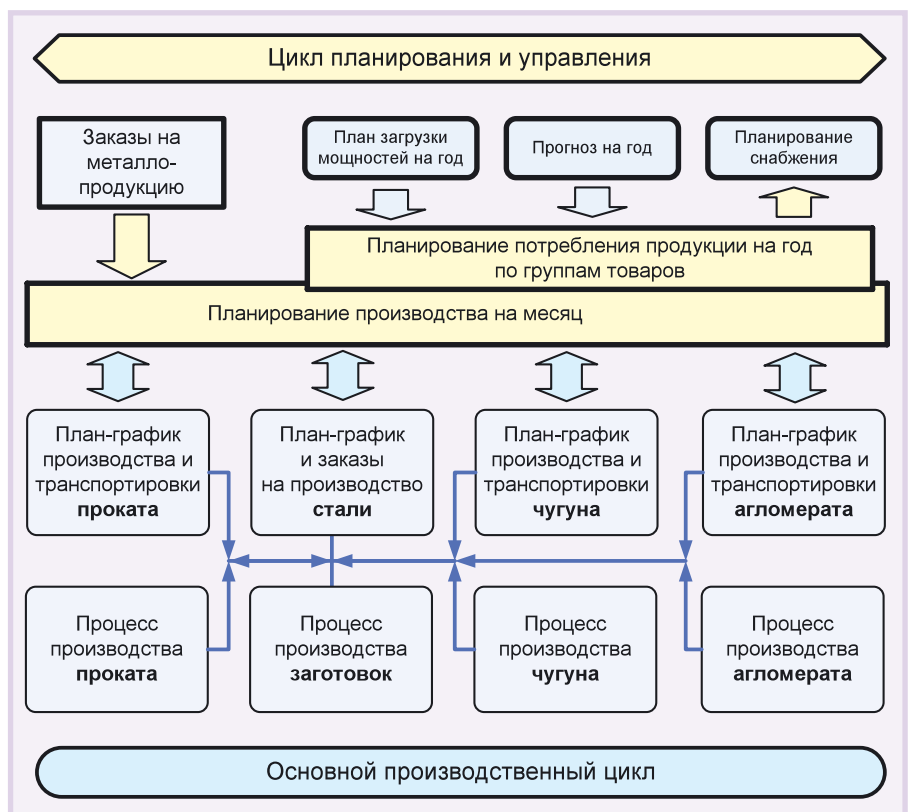 Цикл планирования и управления
Заказы на
металло-
продукцию
План загрузки
мощностей на год
Прогноз на год
Планирование
снабжения
Планирование потребления продукции на год
по группам товаров
Планирование производства на месяц
План-график
производства и
транспортировки
проката
План-график
и заказы
на производство
стали
План-график
производства и
транспортировки
чугуна
План-график
производства и
транспортировки
агломерата
Процесс
производства
проката
Процесс
производства
заготовок
Процесс
производства
чугуна
Процесс
производства
агломерата
Основной производственный цикл